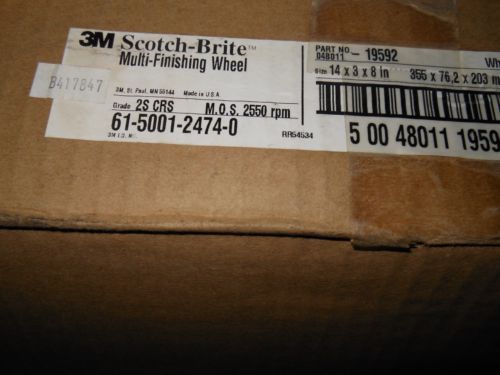 3M Scotch-Brite™
Multi-Finishing Wheel
3M, St. Paul, MN 55144 Made in U.S.A.
Grade 2S CRS M.O.S. 2550 rpm
61-5001-2474-0
RR54534
B417847
PART NO.
048011 - 19592
size 14 x 3 x 8 in 355 x 76,2 x 203 m
5 00 48011 1959